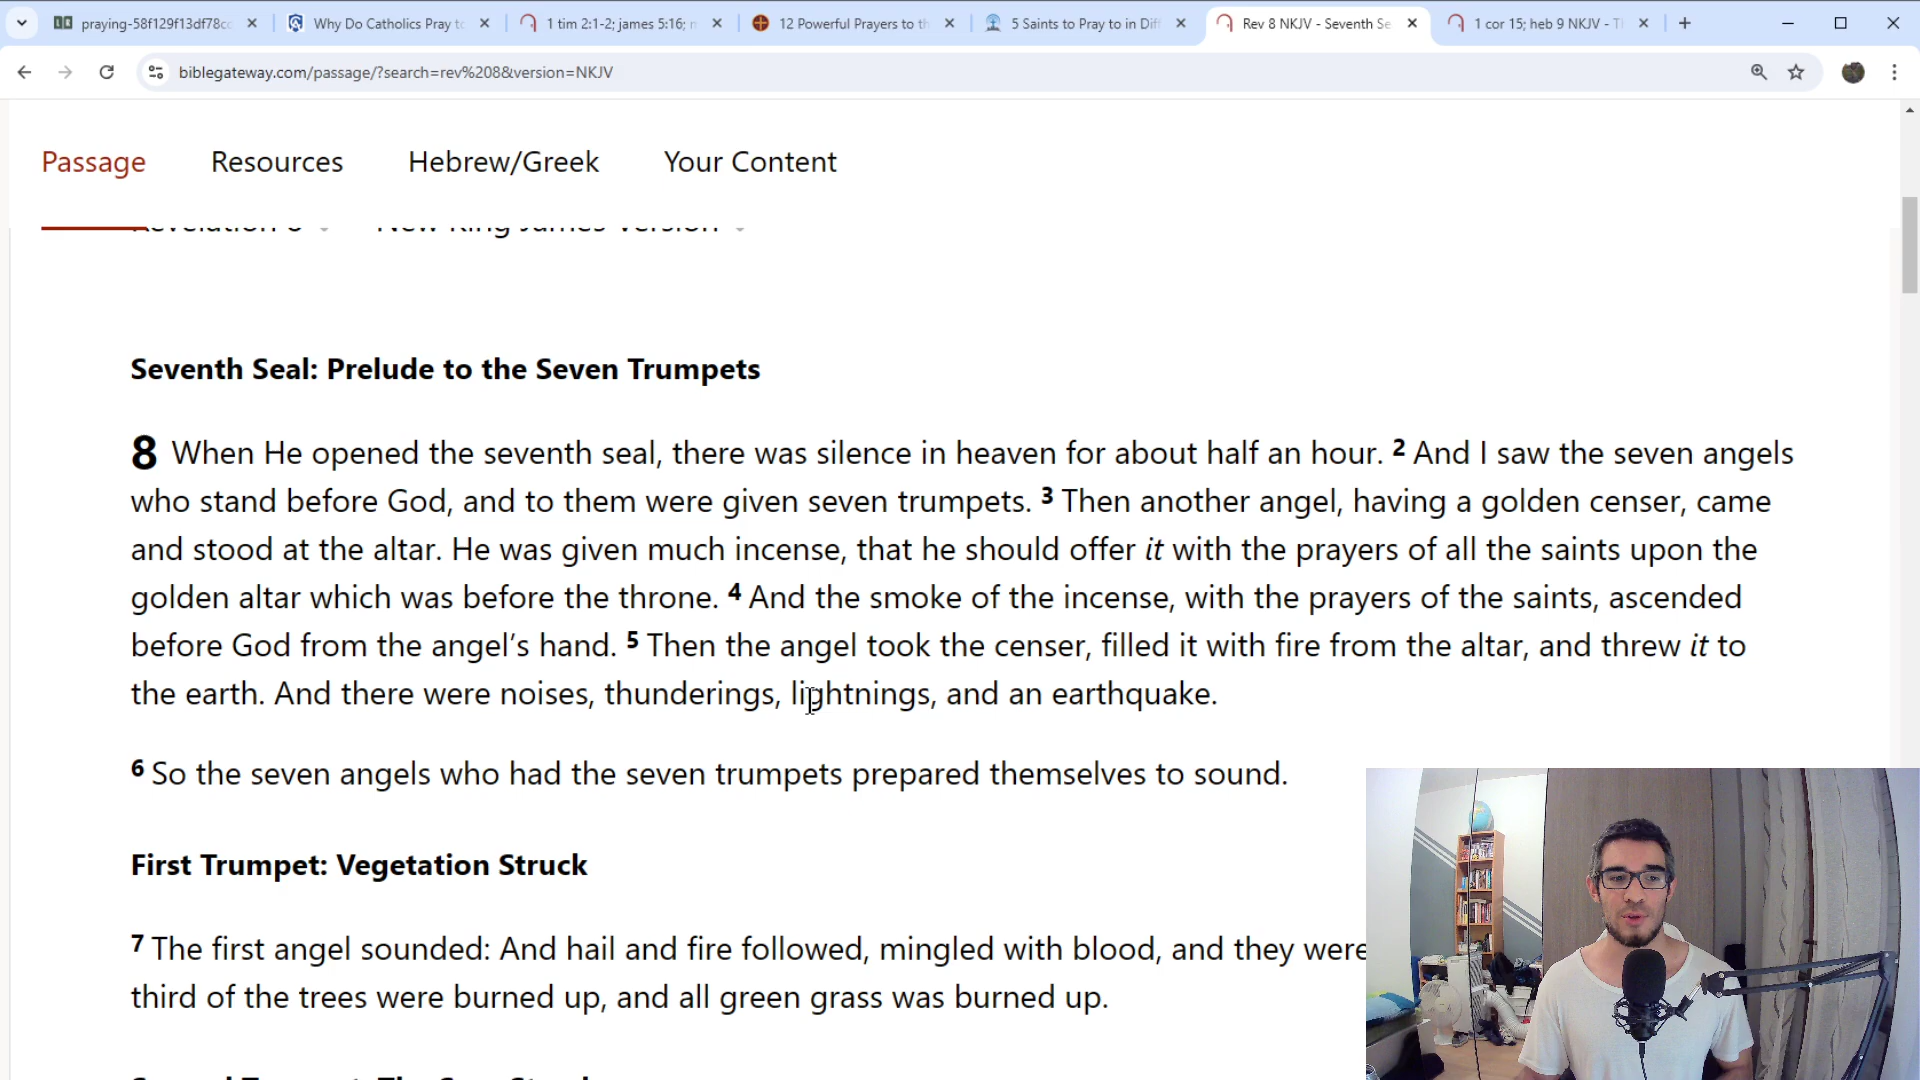 praying-58f129f13df78cc
Why Do Catholics Pray to
1 tim 2:1-2; james 5:16;
12 Powerful Prayers to th
5 Saints to Pray to in Diff
Rev 8 NKJV - Seventh Se
1 cor 15; heb 9 NKJV - Th
biblegateway.com/passage/?search=rev%208&version=NKJV
Passage
Resources
Hebrew/Greek
Your Content
Revelation 8 New King James Version
Seventh Seal: Prelude to the Seven Trumpets
8 When He opened the seventh seal, there was silence in heaven for about half an hour. 2 And I saw the seven angels
who stand before God, and to them were given seven trumpets. 3 Then another angel, having a golden censer, came
and stood at the altar. He was given much incense, that he should offer it with the prayers of all the saints upon the
golden altar which was before the throne. 4 And the smoke of the incense, with the prayers of the saints, ascended
before God from the angel’s hand. 5 Then the angel took the censer, filled it with fire from the altar, and threw it to
the earth. And there were noises, thunderings, lightnings, and an earthquake.
6 So the seven angels who had the seven trumpets prepared themselves to sound.
First Trumpet: Vegetation Struck
7 The first angel sounded: And hail and fire followed, mingled with blood, and they were
third of the trees were burned up, and all green grass was burned up.